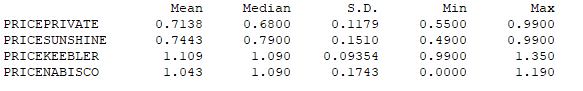 Mean Median S.D. Min Max
PRICEPRIVATE 0.7138 0.6800 0.1179 0.5500 0.9900
PRICESUNSHINE 0.7443 0.7900 0.1510 0.4900 0.9900
PRICEKEEBLER 1.109 1.090 0.09354 0.9900 1.350
PRICENABISCO 1.043 1.090 0.1743 0.0000 1.190